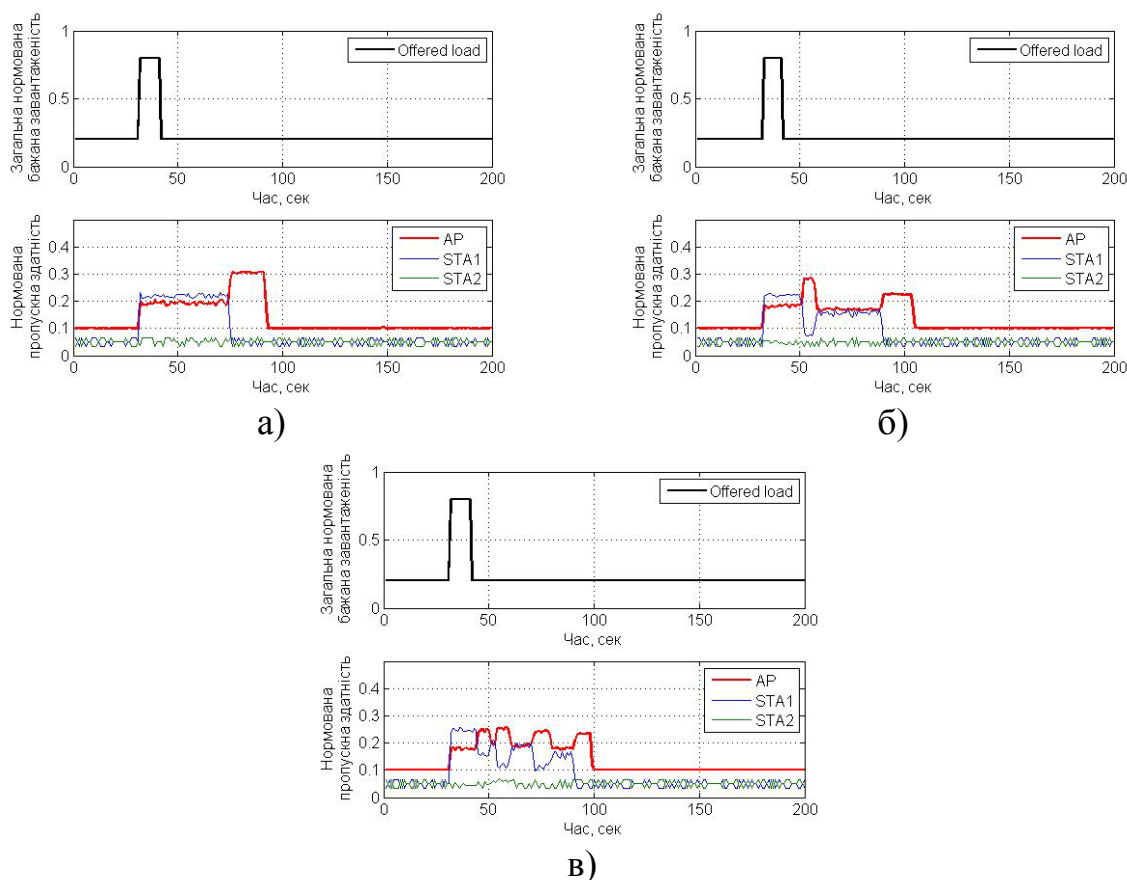 Загальна нормована
бажана завантаженість
1
0.5
0
Offered load
0 50 100 150 200
Час, сек
Нормована
пропускна здатність
0.4
0.3
0.2
0.1
0
AP
STA1
STA2
0 50 100 150 200
Час, сек
а)
Загальна нормована
бажана завантаженість
1
0.5
0
Offered load
0 50 100 150 200
Час, сек
Нормована
пропускна здатність
0.4
0.3
0.2
0.1
0
AP
STA1
STA2
0 50 100 150 200
Час, сек
б)
Загальна нормована
бажана завантаженість
1
0.5
0
Offered load
0 50 100 150 200
Час, сек
Нормована
пропускна здатність
0.4
0.3
0.2
0.1
0
AP
STA1
STA2
0 50 100 150 200
Час, сек
в)